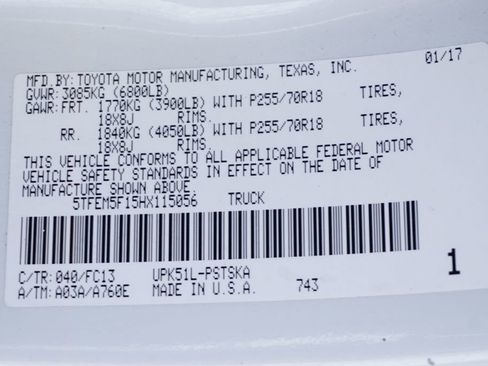 MFD.BY:TOYOTA MOTOR MANUFACTURING, TEXAS, INC. 01/17
GVWR:3085KG (6800LB)
GAWR:FRT. 1770KG (3900LB) WITH P255/70R18 TIRES,
18X8J RIMS,
RR. 1840KG (4050LB) WITH P255/70R18 TIRES,
18X8J RIMS,
THIS VEHICLE CONFORMS TO ALL APPLICABLE FEDERAL MOTOR
VEHICLE SAFETY STANDARDS IN EFFECT ON THE DATE OF
MANUFACTURE SHOWN ABOVE.
5TFEM5F15HX115056 TRUCK
C/TR:040/FC13 UPK51L-PSTSKA
A/TM:A03A/A760E MADE IN U.S.A. 743
1